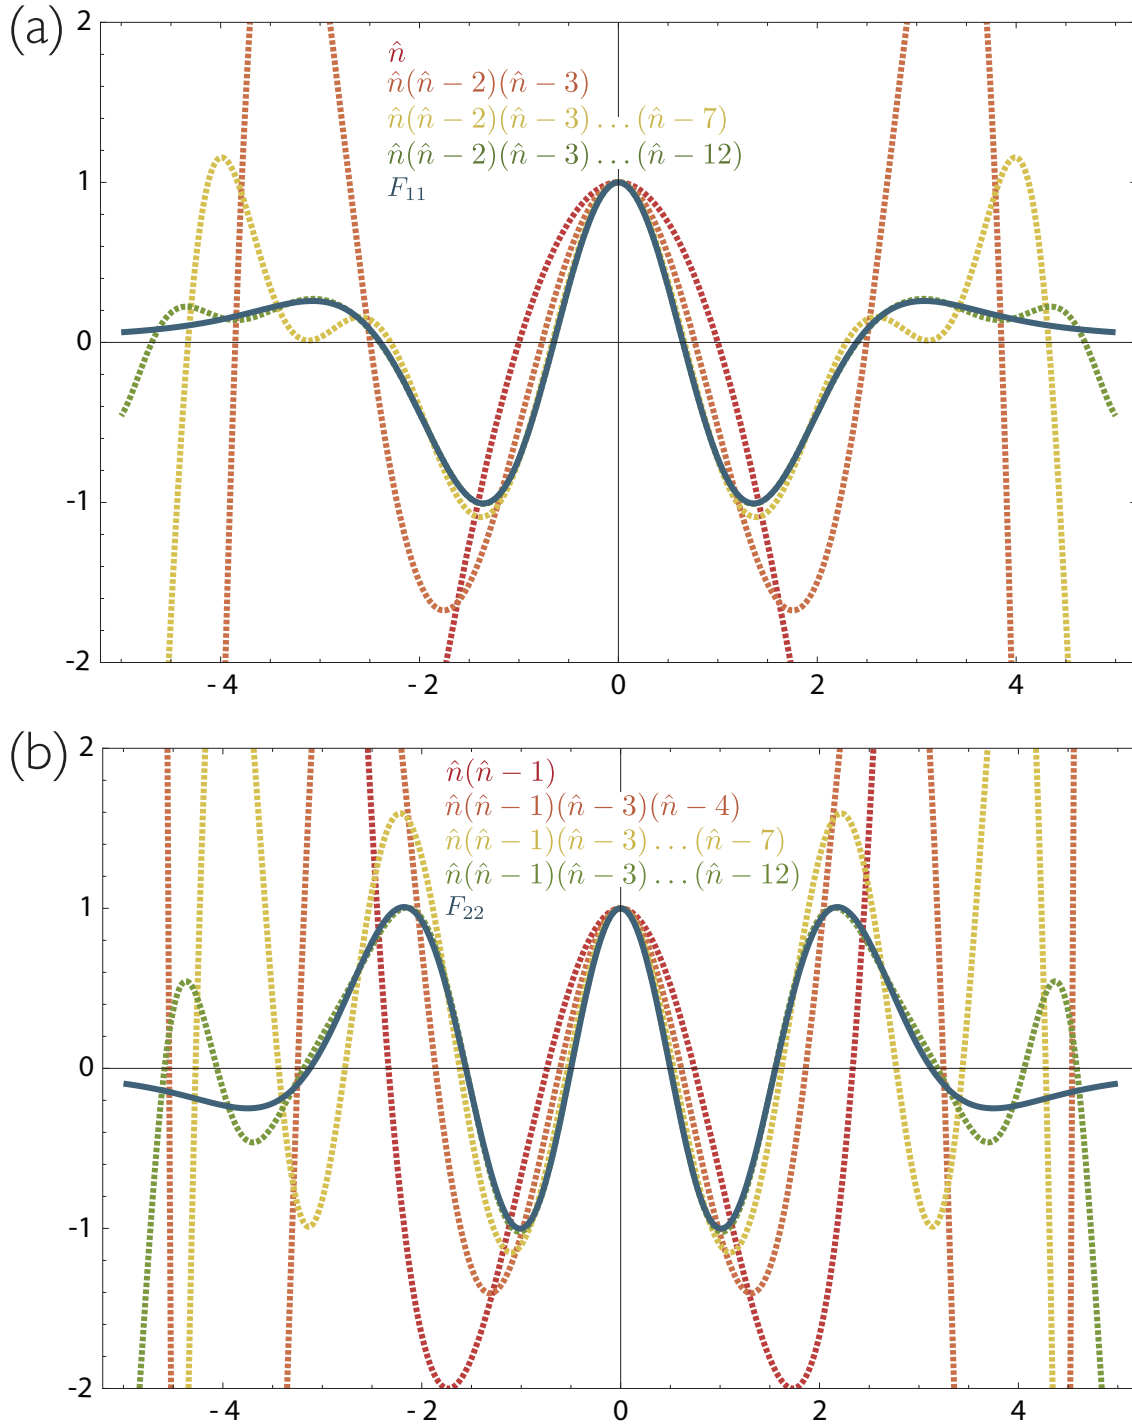 (a)
2
1
0
-1
-2
n̂
n̂(n̂ − 2)(n̂ − 3)
n̂(n̂ − 2)(n̂ − 3) . . . (n̂ − 7)
n̂(n̂ − 2)(n̂ − 3) . . . (n̂ − 12)
F₁₁
- 4 - 2 0 2 4
(b)
2
1
0
-1
-2
n̂(n̂ − 1)
n̂(n̂ − 1)(n̂ − 3)(n̂ − 4)
n̂(n̂ − 1)(n̂ − 3) . . . (n̂ − 7)
n̂(n̂ − 1)(n̂ − 3) . . . (n̂ − 12)
F₂₂
- 4 - 2 0 2 4